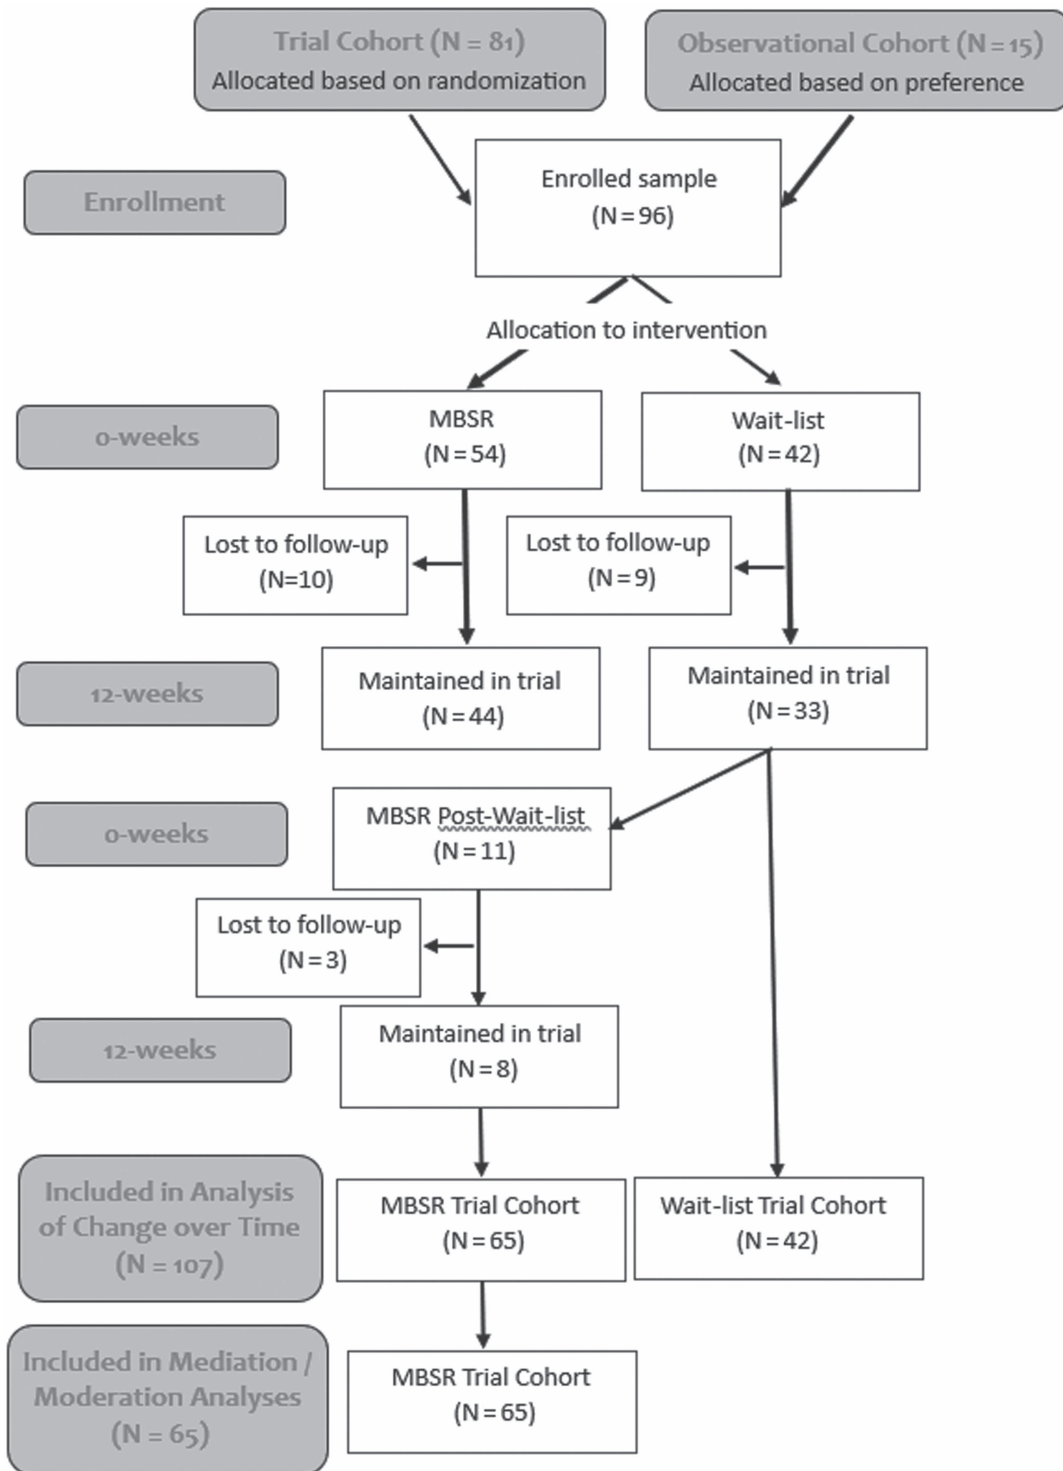 Trial Cohort (N = 81)
Allocated based on randomization
Observational Cohort (N = 15)
Allocated based on preference
Enrollment
Enrolled sample
(N = 96)
Allocation to intervention
0-weeks
MBSR
(N = 54)
Wait-list
(N = 42)
Lost to follow-up
(N=10)
Lost to follow-up
(N = 9)
12-weeks
Maintained in trial
(N = 44)
Maintained in trial
(N = 33)
0-weeks
MBSR Post-Wait-list
(N = 11)
Lost to follow-up
(N = 3)
12-weeks
Maintained in trial
(N = 8)
Included in Analysis
of Change over Time
(N = 107)
MBSR Trial Cohort
(N = 65)
Wait-list Trial Cohort
(N = 42)
Included in Mediation /
Moderation Analyses
(N = 65)
MBSR Trial Cohort
(N = 65)